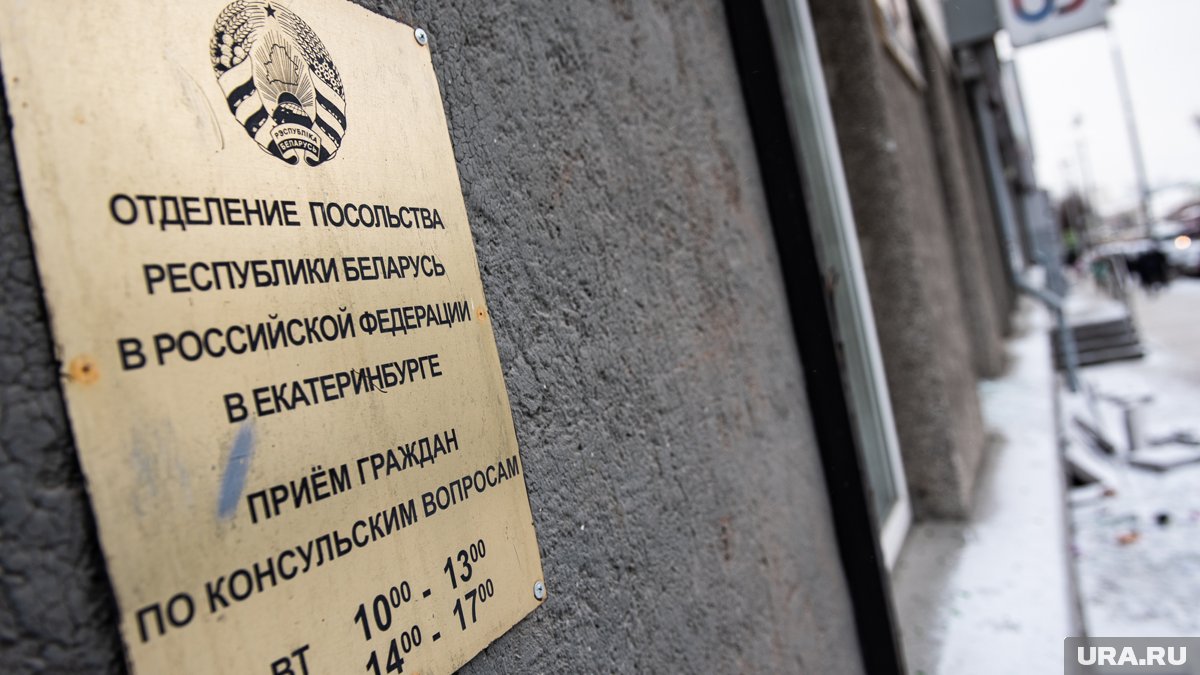 РЭСПУБЛІКА
БЕЛАРУСЬ
ОТДЕЛЕНИЕ ПОСОЛЬСТВА
РЕСПУБЛИКИ БЕЛАРУСЬ
В РОССИЙСКОЙ ФЕДЕРАЦИИ
В ЕКАТЕРИНБУРГЕ
ПРИЁМ ГРАЖДАН
ПО КОНСУЛЬСКИМ ВОПРОСАМ
10⁰⁰ - 13⁰⁰
ВТ 14⁰⁰ - 17⁰⁰
URA.RU